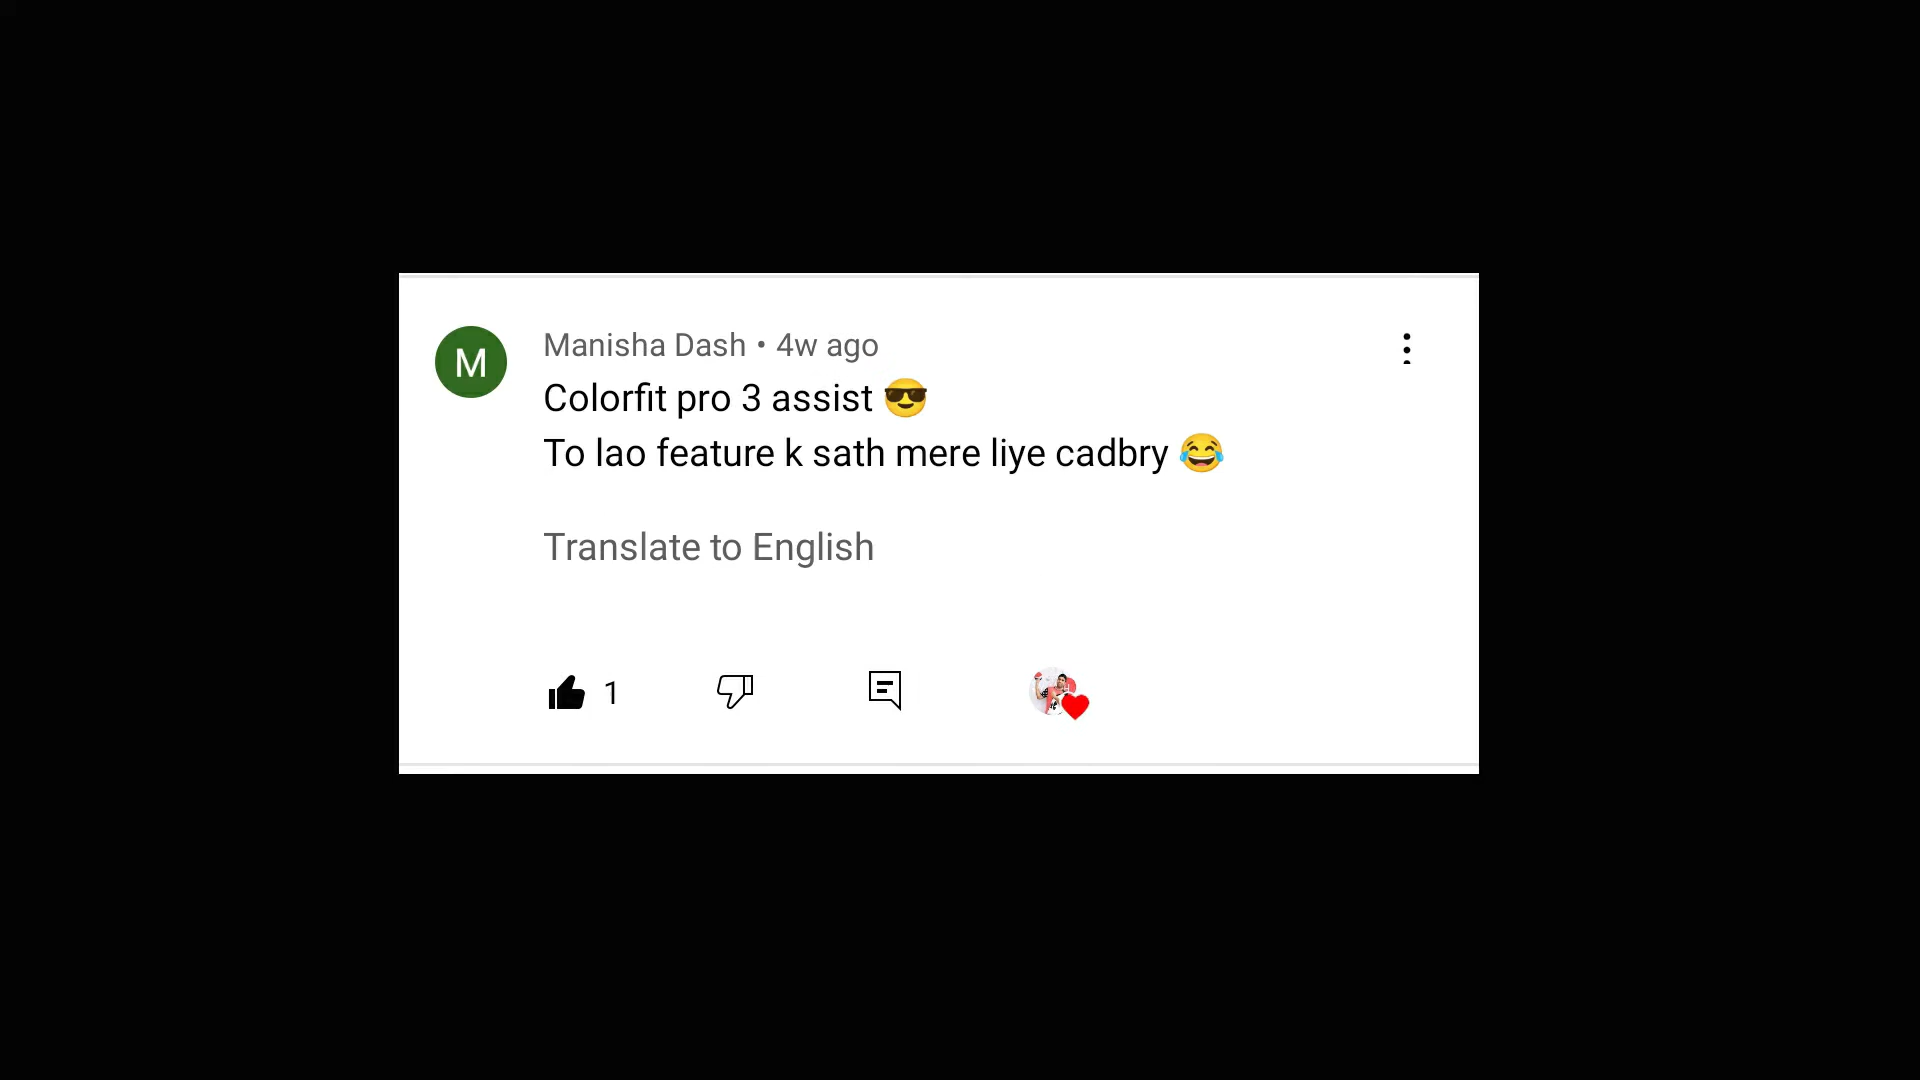 M
Manisha Dash • 4w ago
Colorfit pro 3 assist 😎
To lao feature k sath mere liye cadbry 😂
Translate to English
1